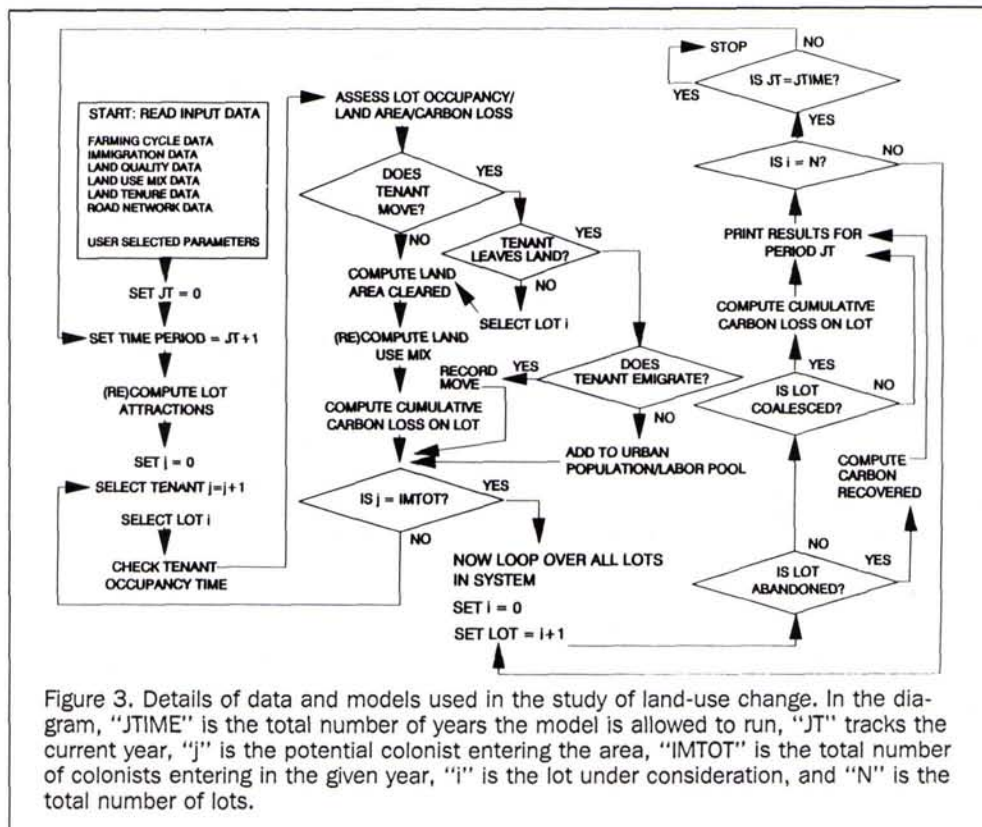 START: READ INPUT DATA
FARMING CYCLE DATA
IMMIGRATION DATA
LAND QUALITY DATA
LAND USE MIX DATA
LAND TENURE DATA
ROAD NETWORK DATA
USER SELECTED PARAMETERS
SET JT = 0
SET TIME PERIOD = JT+1
(RE)COMPUTE LOT
ATTRACTIONS
SET j = 0
SELECT TENANT j=j+1
SELECT LOT i
CHECK TENANT
OCCUPANCY TIME
ASSESS LOT OCCUPANCY/
LAND AREA/CARBON LOSS
DOES
TENANT
MOVE?
YES
NO
TENANT
LEAVES LAND?
YES
NO
SELECT LOT i
COMPUTE LAND
AREA CLEARED
(RE)COMPUTE LAND
USE MIX
COMPUTE CUMULATIVE
CARBON LOSS ON LOT
DOES
TENANT EMIGRATE?
YES
RECORD
MOVE
NO
ADD TO URBAN
POPULATION/LABOR POOL
IS j = IMTOT?
YES
NO
NOW LOOP OVER ALL LOTS
IN SYSTEM
SET i = 0
SET LOT = i+1
IS LOT
ABANDONED?
YES
NO
COMPUTE
CARBON
RECOVERED
IS LOT
COALESCED?
YES
NO
COMPUTE CUMULATIVE
CARBON LOSS ON LOT
PRINT RESULTS FOR
PERIOD JT
IS i = N?
YES
NO
IS JT=JTIME?
YES
NO
STOP
Figure 3. Details of data and models used in the study of land-use change. In the dia-
gram, "JTIME" is the total number of years the model is allowed to run, "JT" tracks the
current year, "j" is the potential colonist entering the area, "IMTOT" is the total number
of colonists entering in the given year, "i" is the lot under consideration, and "N" is the
total number of lots.